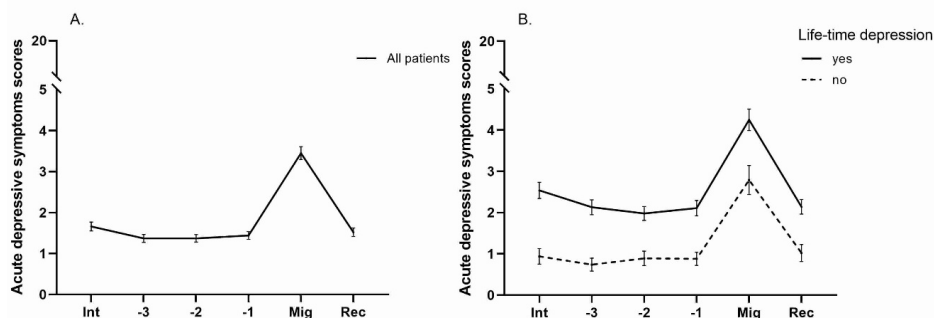 A.
Acute depressive symptoms scores
20
5
4
3
2
1
0
All patients
Int -3 -2 -1 Mig Rec
B.
Acute depressive symptoms scores
20
5
4
3
2
1
0
Life-time depression
yes
no
Int -3 -2 -1 Mig Rec